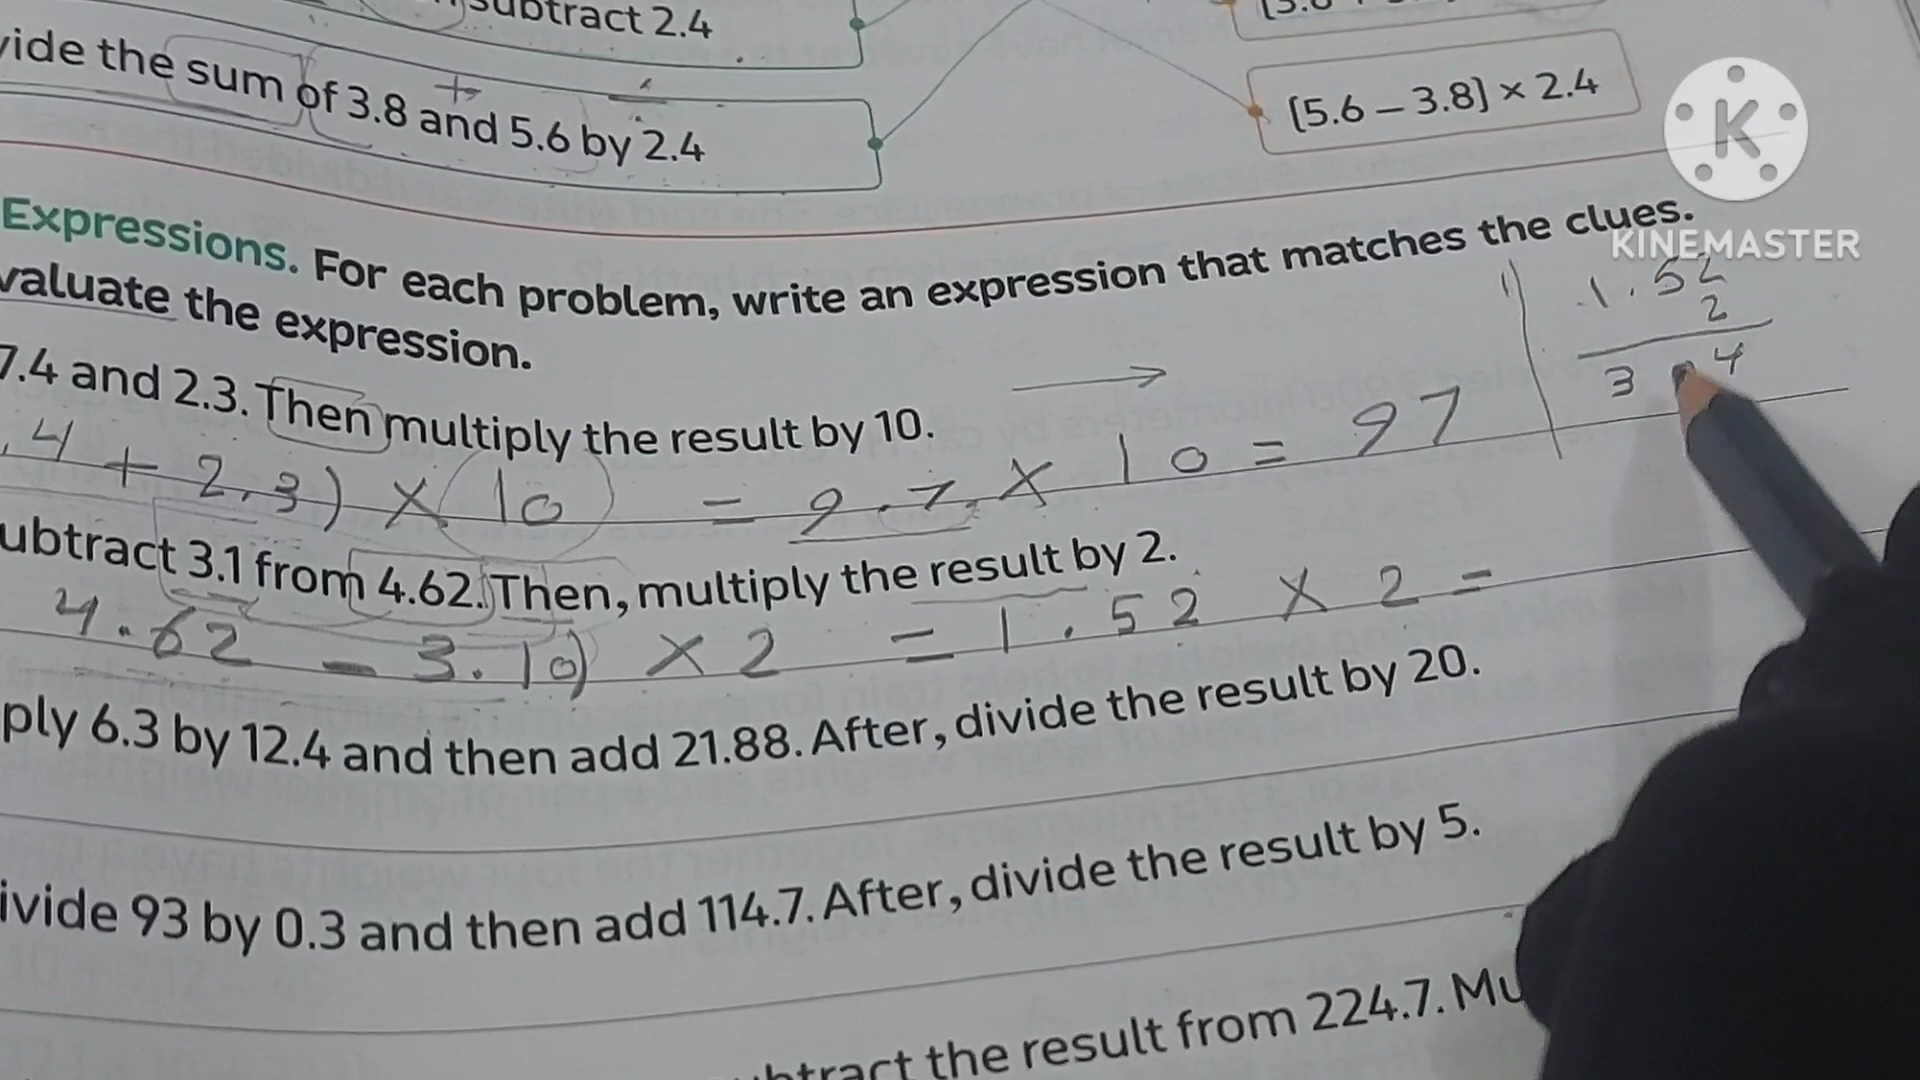 subtract 2.4
vide the sum of 3.8 and 5.6 by 2.4
[5.6 – 3.8] × 2.4
K
KINEMASTER
Expressions. For each problem, write an expression that matches the clues.
valuate the expression.
7.4 and 2.3. Then multiply the result by 10.
.4 + 2.3) × 10 = 9.7 × 10 = 97
1.52
2
3 4
ubtract 3.1 from 4.62. Then, multiply the result by 2.
4.62 - 3.10) × 2 = 1.52 × 2 =
ply 6.3 by 12.4 and then add 21.88. After, divide the result by 20.
ivide 93 by 0.3 and then add 114.7. After, divide the result by 5.
btract the result from 224.7. Mu